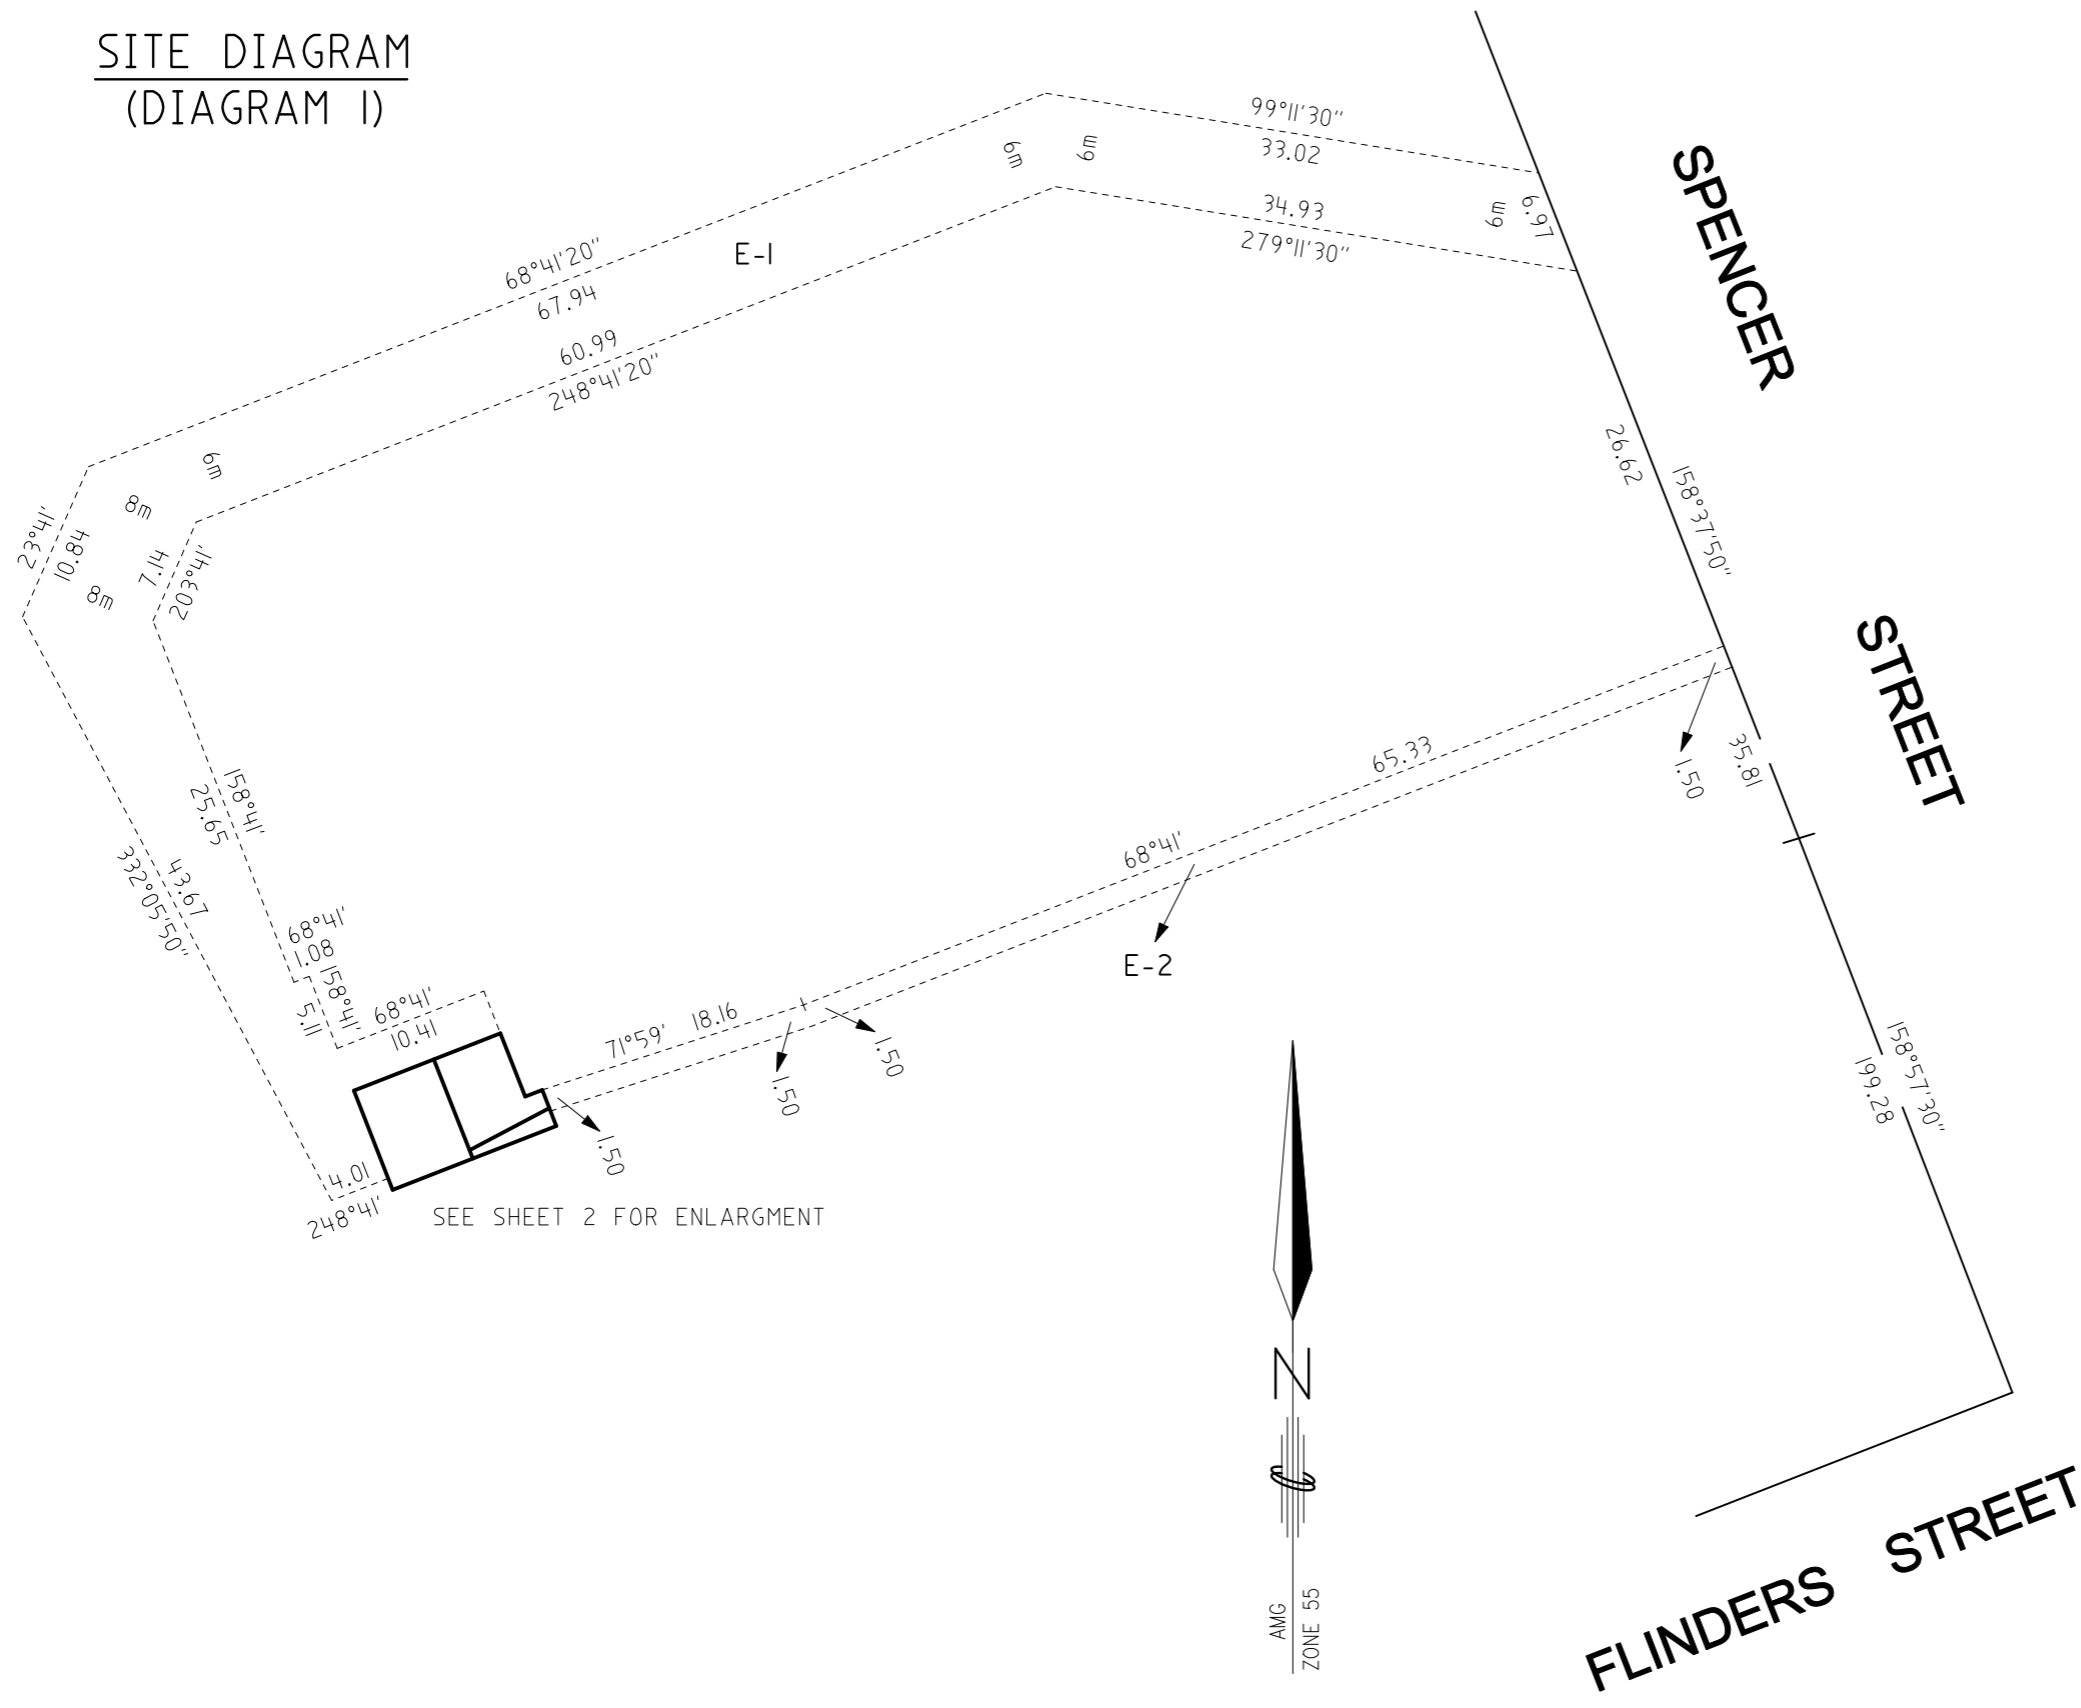 SITE DIAGRAM
(DIAGRAM 1)
99°11'30"
33.02
6m
6m
34.93
279°11'30"
6m
6.97
SPENCER
STREET
68°41'20"
67.94
E-1
60.99
248°41'20"
6m
8m
23°41'
10.84
7.14
203°41'
8m
26.62
158°37'50"
65.33
1.50
35.81
158°41'
25.65
68°41'
E-2
43.67
332°05'50"
68°41'
1.08
158°41'
5.11
68°41'
10.41
71°59'
18.16
1.50
1.50
1.50
4.01
248°41'
SEE SHEET 2 FOR ENLARGMENT
158°57'30"
199.28
N
AMG
ZONE 55
FLINDERS STREET